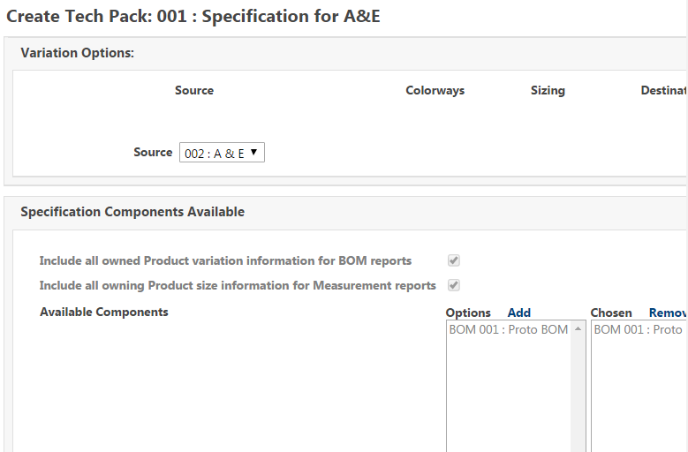 Create Tech Pack: 001 : Specification for A&E
Variation Options:
Source Colorways Sizing Destinat
Source 002 : A & E
Specification Components Available
Include all owned Product variation information for BOM reports
Include all owning Product size information for Measurement reports
Available Components Options Add Chosen Remov
BOM 001 : Proto BOM BOM 001 : Proto